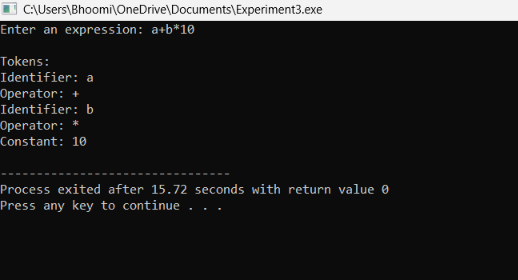 C:\Users\Bhoomi\OneDrive\Documents\Experiment3.exe
Enter an expression: a+b*10
Tokens:
Identifier: a
Operator: +
Identifier: b
Operator: *
Constant: 10
--------------------------------
Process exited after 15.72 seconds with return value 0
Press any key to continue . . .